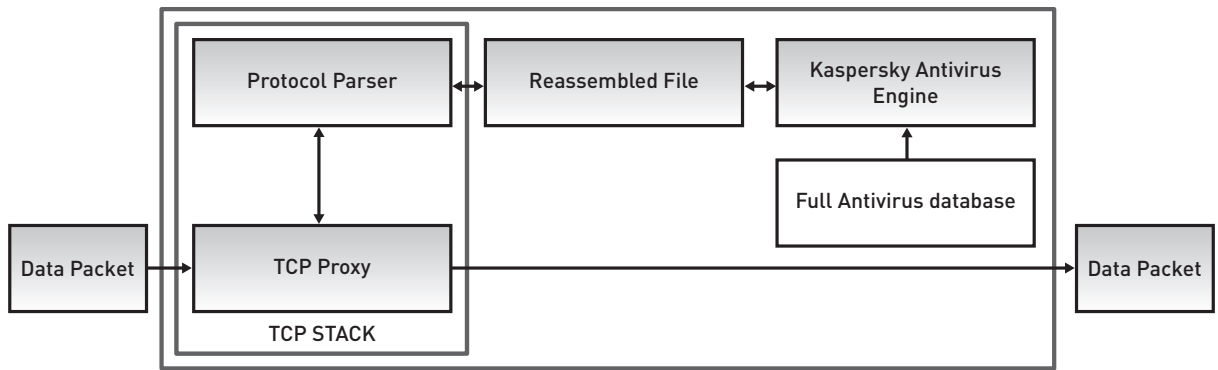 Protocol Parser
Reassembled File
Kaspersky Antivirus
Engine
Full Antivirus database
Data Packet
TCP Proxy
Data Packet
TCP STACK